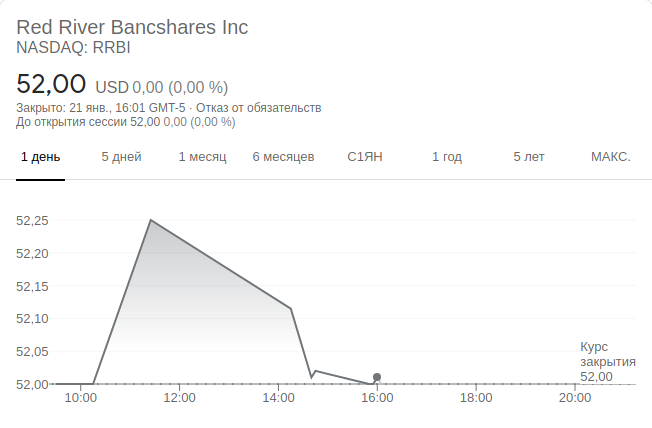 Red River Bancshares Inc
NASDAQ: RRBI
52,00 USD 0,00 (0,00 %)
Закрыто: 21 янв., 16:01 GMT-5 · Отказ от обязательств
До открытия сессии 52,00 0,00 (0,00 %)
1 день 5 дней 1 месяц 6 месяцев С1ЯН 1 год 5 лет МАКС.
52,25
52,20
52,15
52,10
52,05
52,00
Курс
закрытия
52,00
10:00 12:00 14:00 16:00 18:00 20:00